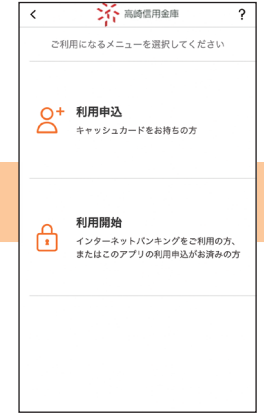 高崎信用金庫
?
ご利用になるメニューを選択してください
利用申込
キャッシュカードをお持ちの方
利用開始
インターネットバンキングをご利用の方、
またはこのアプリの利用申込がお済みの方